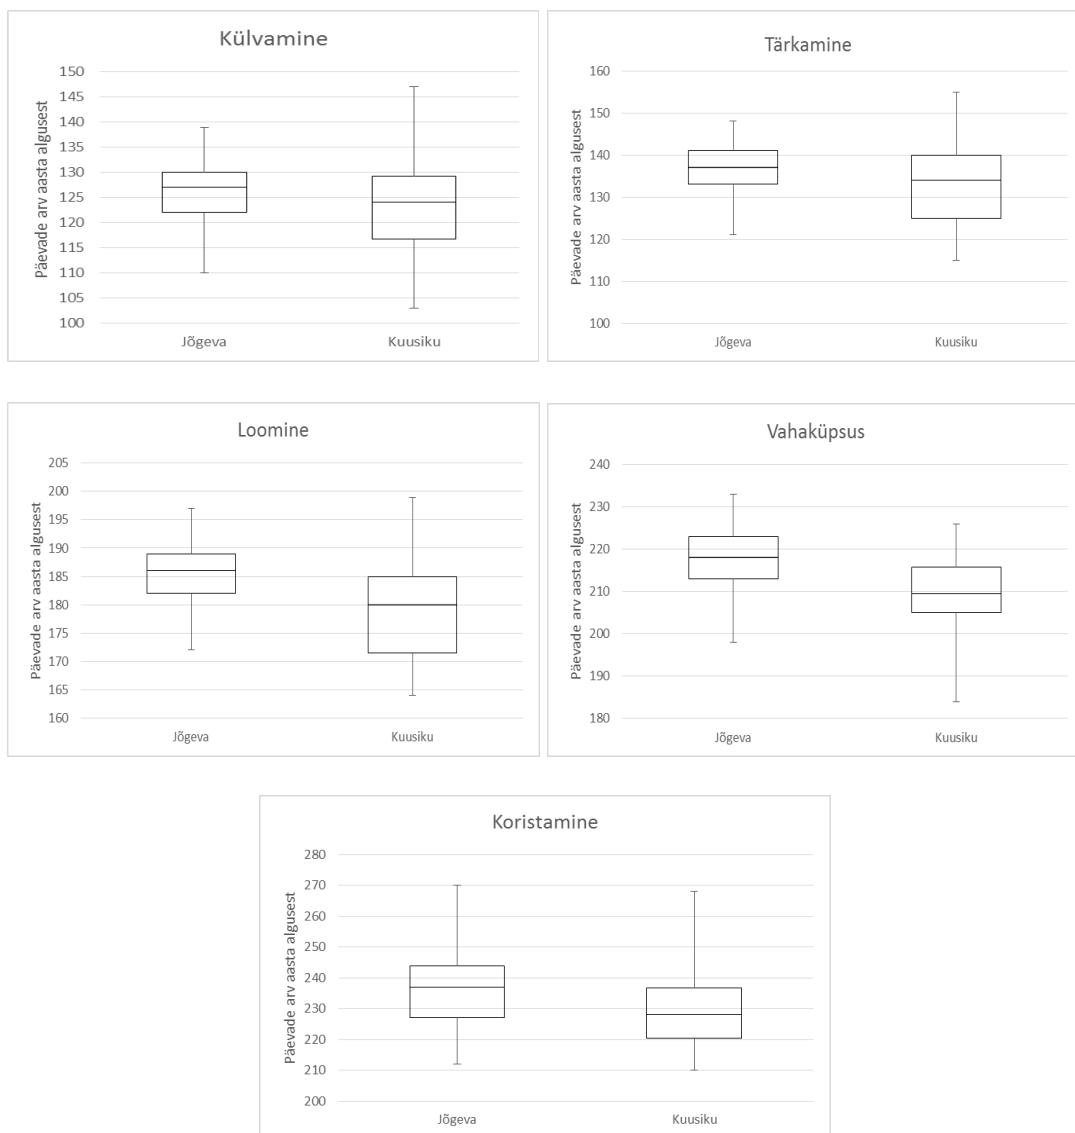 Külvamine
Päevade arv aasta algusest
150
145
140
135
130
125
120
115
110
105
100
Jõgeva Kuusiku
Tärkamine
Päevade arv aasta algusest
160
150
140
130
120
110
100
Jõgeva Kuusiku
Loomine
Päevade arv aasta algusest
205
200
195
190
185
180
175
170
165
160
Jõgeva Kuusiku
Vahaküpsus
Päevade arv aasta algusest
240
230
220
210
200
190
180
Jõgeva Kuusiku
Koristamine
Päevade arv aasta algusest
280
270
260
250
240
230
220
210
200
Jõgeva Kuusiku